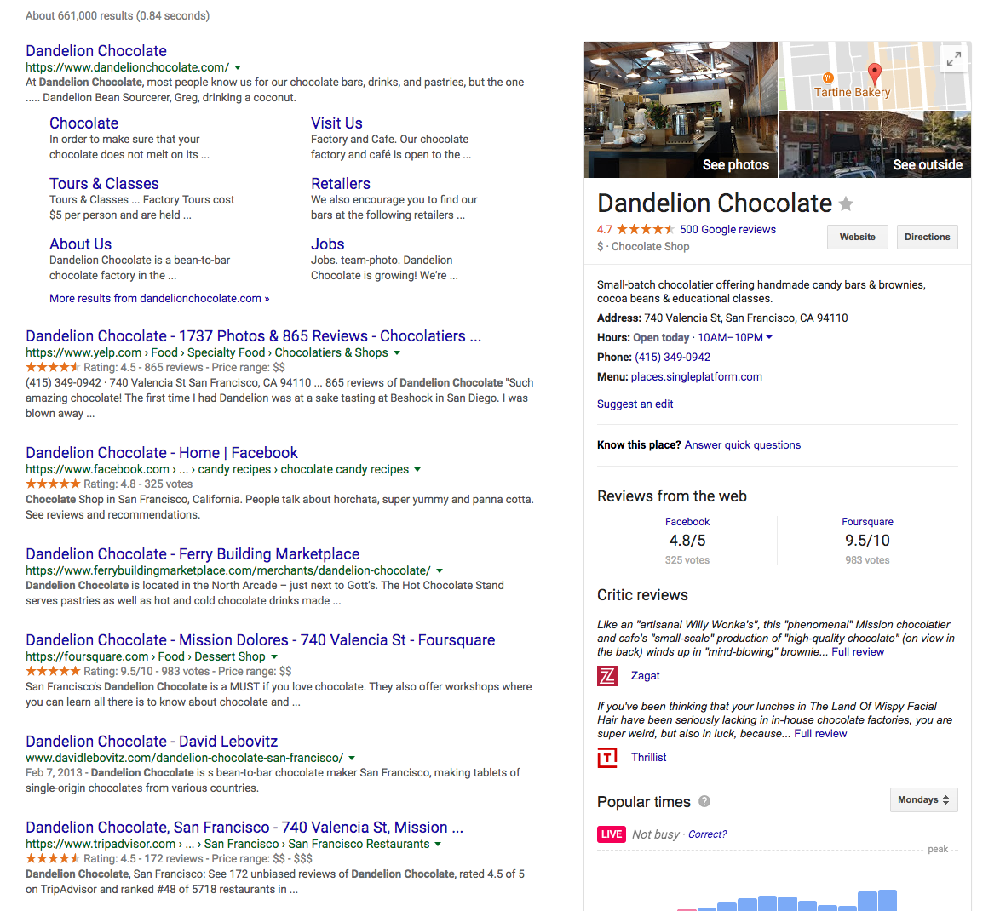 About 661,000 results (0.84 seconds)
Dandelion Chocolate
https://www.dandelionchocolate.com/
At Dandelion Chocolate, most people know us for our chocolate bars, drinks, and pastries, but the one
..... Dandelion Bean Sourcerer, Greg, drinking a coconut.
Chocolate
In order to make sure that your
chocolate does not melt on its ...
Visit Us
Factory and Cafe. Our chocolate
factory and café is open to the ...
Tours & Classes
Tours & Classes ... Factory Tours cost
$5 per person and are held ...
Retailers
We also encourage you to find our
bars at the following retailers ...
About Us
Dandelion Chocolate is a bean-to-bar
chocolate factory in the ...
Jobs
Jobs. team-photo. Dandelion
Chocolate is growing! We're ...
More results from dandelionchocolate.com »
Dandelion Chocolate - 1737 Photos & 865 Reviews - Chocolatiers ...
https://www.yelp.com › Food › Specialty Food › Chocolatiers & Shops
Rating: 4.5 - 865 reviews - Price range: $$
(415) 349-0942 · 740 Valencia St San Francisco, CA 94110 ... 865 reviews of Dandelion Chocolate "Such
amazing chocolate! The first time I had Dandelion was at a sake tasting at Beshock in San Diego. I was
blown away ...
Dandelion Chocolate - Home | Facebook
https://www.facebook.com › ... › candy recipes › chocolate candy recipes
Rating: 4.8 - 325 votes
Chocolate Shop in San Francisco, California. People talk about horchata, super yummy and panna cotta.
See reviews and recommendations.
Dandelion Chocolate - Ferry Building Marketplace
https://www.ferrybuildingmarketplace.com/merchants/dandelion-chocolate/
Dandelion Chocolate is located in the North Arcade – just next to Gott's. The Hot Chocolate Stand
serves pastries as well as hot and cold chocolate drinks made ...
Dandelion Chocolate - Mission Dolores - 740 Valencia St - Foursquare
https://foursquare.com › Food › Dessert Shop
Rating: 9.5/10 - 983 votes - Price range: $$
San Francisco's Dandelion Chocolate is a MUST if you love chocolate. They also offer workshops where
you can learn all there is to know about chocolate and ...
Dandelion Chocolate - David Lebovitz
www.davidlebovitz.com/dandelion-chocolate-san-francisco/
Feb 7, 2013 - Dandelion Chocolate is s bean-to-bar chocolate maker San Francisco, making tablets of
single-origin chocolates from various countries.
Dandelion Chocolate, San Francisco - 740 Valencia St, Mission ...
https://www.tripadvisor.com › ... › San Francisco › San Francisco Restaurants
Rating: 4.5 - 172 reviews - Price range: $$ - $$$
Dandelion Chocolate, San Francisco: See 172 unbiased reviews of Dandelion Chocolate, rated 4.5 of 5
on TripAdvisor and ranked #48 of 5718 restaurants in ...
Tartine Bakery
See photos
See outside
Dandelion Chocolate
4.7 500 Google reviews
$ · Chocolate Shop
Website
Directions
Small-batch chocolatier offering handmade candy bars & brownies,
cocoa beans & educational classes.
Address: 740 Valencia St, San Francisco, CA 94110
Hours: Open today · 10AM–10PM
Phone: (415) 349-0942
Menu: places.singleplatform.com
Suggest an edit
Know this place? Answer quick questions
Reviews from the web
Facebook
4.8/5
325 votes
Foursquare
9.5/10
983 votes
Critic reviews
Like an "artisanal Willy Wonka's", this "phenomenal" Mission chocolatier
and cafe's "small-scale" production of "high-quality chocolate" (on view in
the back) winds up in "mind-blowing" brownie... Full review
Z Zagat
If you've been thinking that your lunches in The Land Of Wispy Facial
Hair have been seriously lacking in in-house chocolate factories, you are
super weird, but also in luck, because... Full review
T Thrillist
Popular times ?
Mondays
LIVE Not busy · Correct?
peak